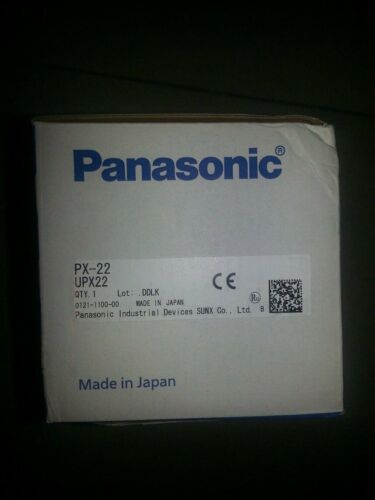 Panasonic®
PX-22
UPX22
QTY.1 Lot: .DDLK
0121-1100-00 MADE IN JAPAN
Panasonic Industrial Devices SUNX Co., Ltd. B
CE
Made in Japan